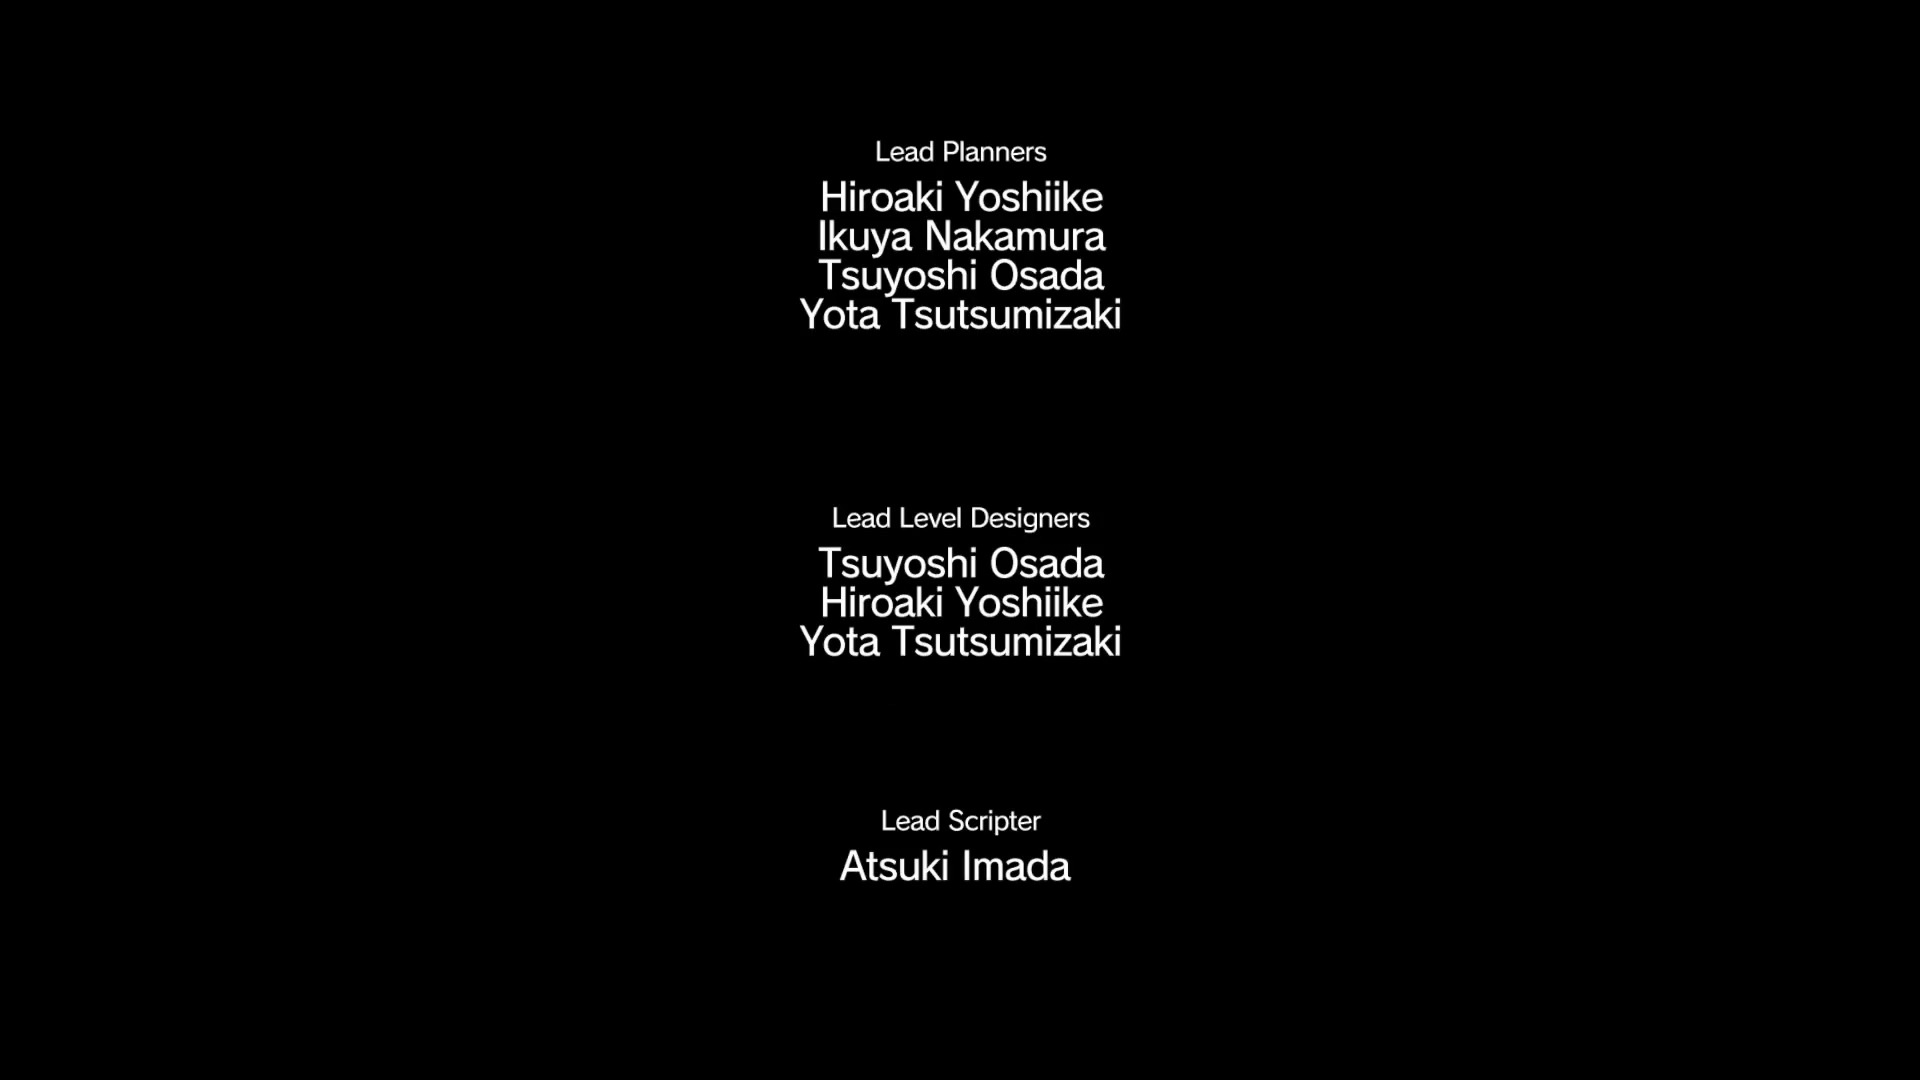 Lead Planners
Hiroaki Yoshiike
Ikuya Nakamura
Tsuyoshi Osada
Yota Tsutsumizaki
Lead Level Designers
Tsuyoshi Osada
Hiroaki Yoshiike
Yota Tsutsumizaki
Lead Scripter
Atsuki Imada